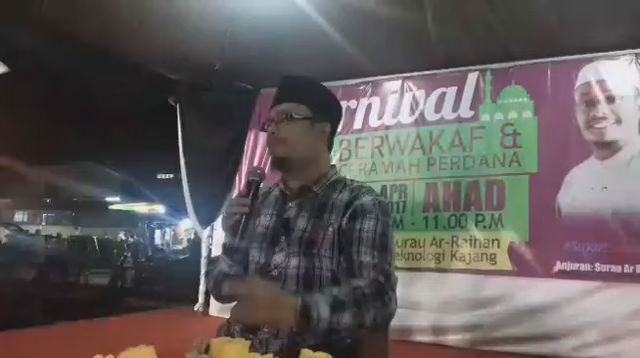 rnival
BERWAKAF &
CERAMAH PERDANA
APR
AHAD
11.00 P.M
Surau Ar-Raihan
eknologi Kajang
Anjuran: Surau Ar R